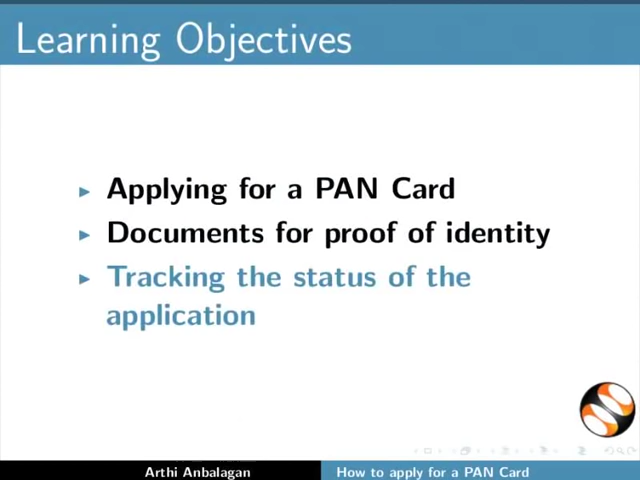 Learning Objectives
Applying for a PAN Card
Documents for proof of identity
Tracking the status of the
application
Arthi Anbalagan
How to apply for a PAN Card